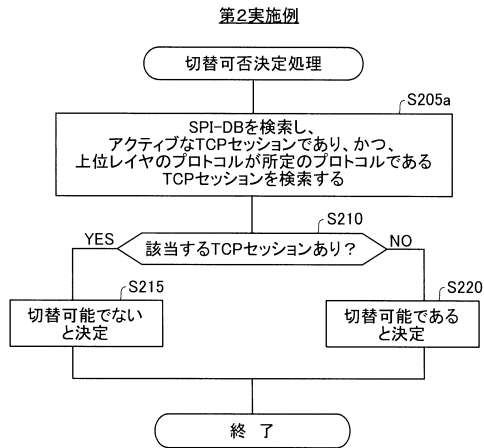 第2実施例
切替可否決定処理
S205a
SPI-DBを検索し、
アクティブなTCPセッションであり、かつ、
上位レイヤのプロトコルが所定のプロトコルである
TCPセッションを検索する
S210
YES
該当するTCPセッションあり？
NO
S215
切替可能でない
と決定
S220
切替可能である
と決定
終 了